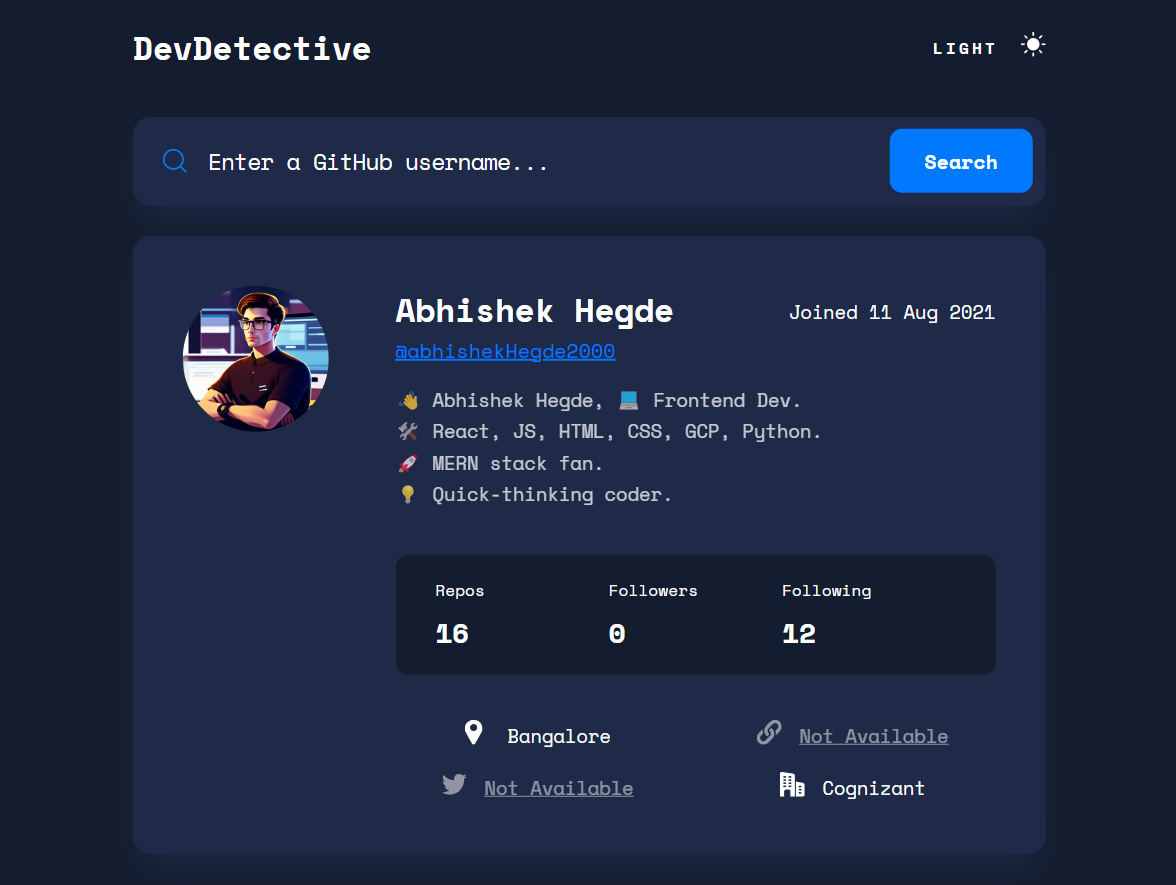 DevDetective
LIGHT
Enter a GitHub username...
Search
Abhishek Hegde
Joined 11 Aug 2021
@abhishekHegde2000
👋 Abhishek Hegde, 💻 Frontend Dev.
🛠 React, JS, HTML, CSS, GCP, Python.
🚀 MERN stack fan.
💡 Quick-thinking coder.
Repos Followers Following
16 0 12
Bangalore Not Available
Not Available Cognizant